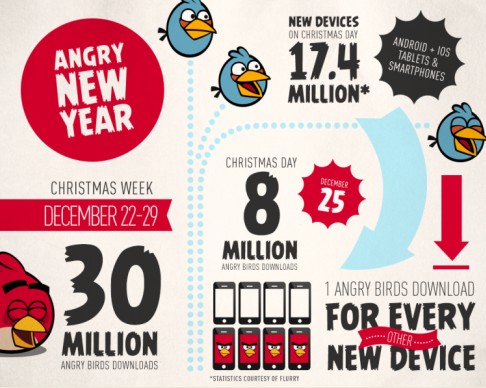 ANGRY
NEW
YEAR
CHRISTMAS WEEK
DECEMBER 22-29
30
MILLION
ANGRY BIRDS DOWNLOADS
NEW DEVICES
ON CHRISTMAS DAY
17.4
MILLION*
ANDROID + IOS
TABLETS &
SMARTPHONES
CHRISTMAS DAY
8
MILLION
ANGRY BIRDS DOWNLOADS
DECEMBER
25
1 ANGRY BIRDS DOWNLOAD
FOR EVERY
OTHER
NEW DEVICE
*STATISTICS COURTESY OF FLURRY